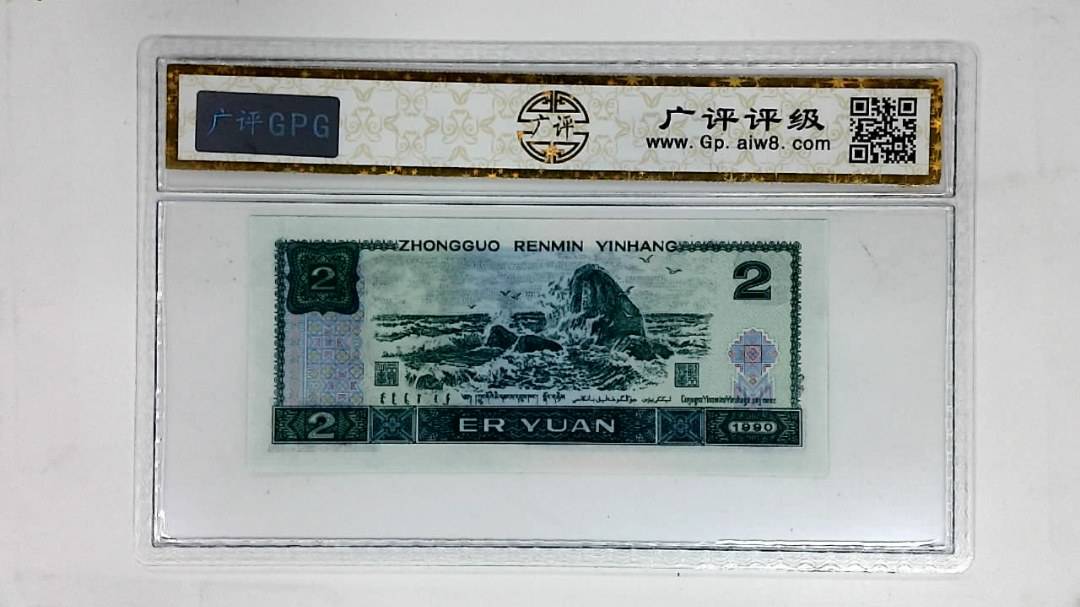 广评GPG
广评
广评评级
www.Gp.aiw8.com
ZHONGGUO RENMIN YINHANG
2
2
2
ER YUAN
1990